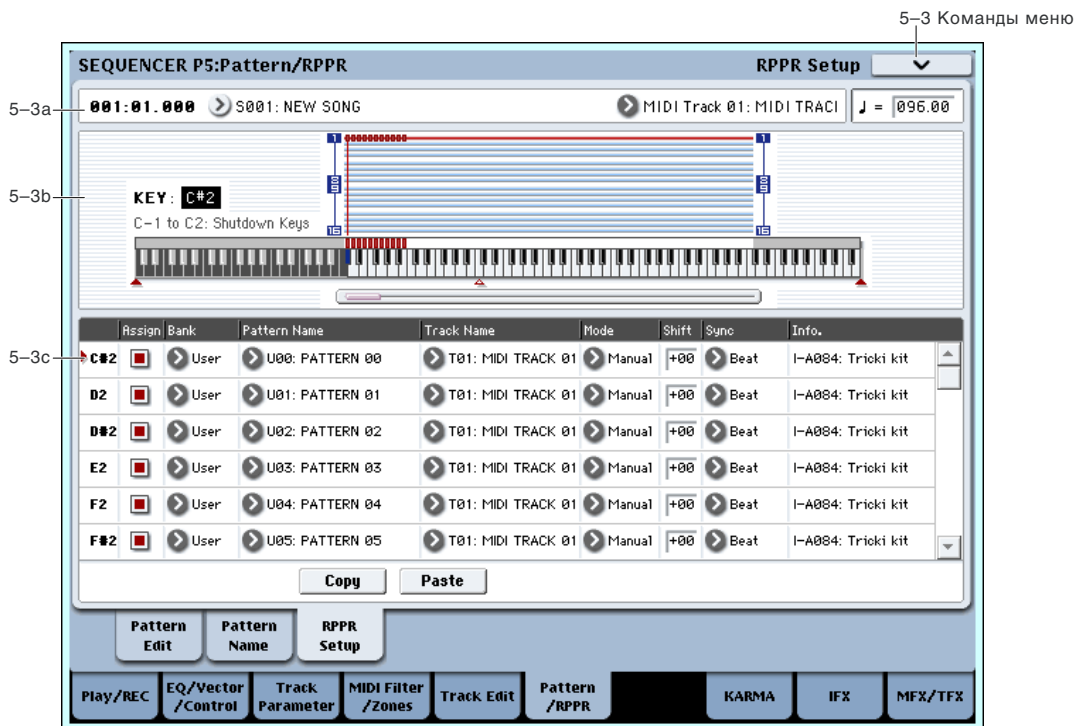 5–3 Команды меню
SEQUENCER P5:Pattern/RPPR RPPR Setup
5–3a 001:01.000 S001: NEW SONG MIDI Track 01: MIDI TRACI ♩ = 096.00
1 1
5–3b
8 8
9 9
KEY: C#2
C-1 to C2: Shutdown Keys
16 16
Assign Bank Pattern Name Track Name Mode Shift Sync Info.
5–3c C#2 User U00: PATTERN 00 T01: MIDI TRACK 01 Manual +00 Beat I-A084: Tricki kit
D2 User U01: PATTERN 01 T01: MIDI TRACK 01 Manual +00 Beat I-A084: Tricki kit
D#2 User U02: PATTERN 02 T01: MIDI TRACK 01 Manual +00 Beat I-A084: Tricki kit
E2 User U03: PATTERN 03 T01: MIDI TRACK 01 Manual +00 Beat I-A084: Tricki kit
F2 User U04: PATTERN 04 T01: MIDI TRACK 01 Manual +00 Beat I-A084: Tricki kit
F#2 User U05: PATTERN 05 T01: MIDI TRACK 01 Manual +00 Beat I-A084: Tricki kit
Copy Paste
Pattern Edit Pattern Name RPPR Setup
Play/REC EQ/Vector /Control Track Parameter MIDI Filter /Zones Track Edit Pattern /RPPR KARMA IFX MFX/TFX